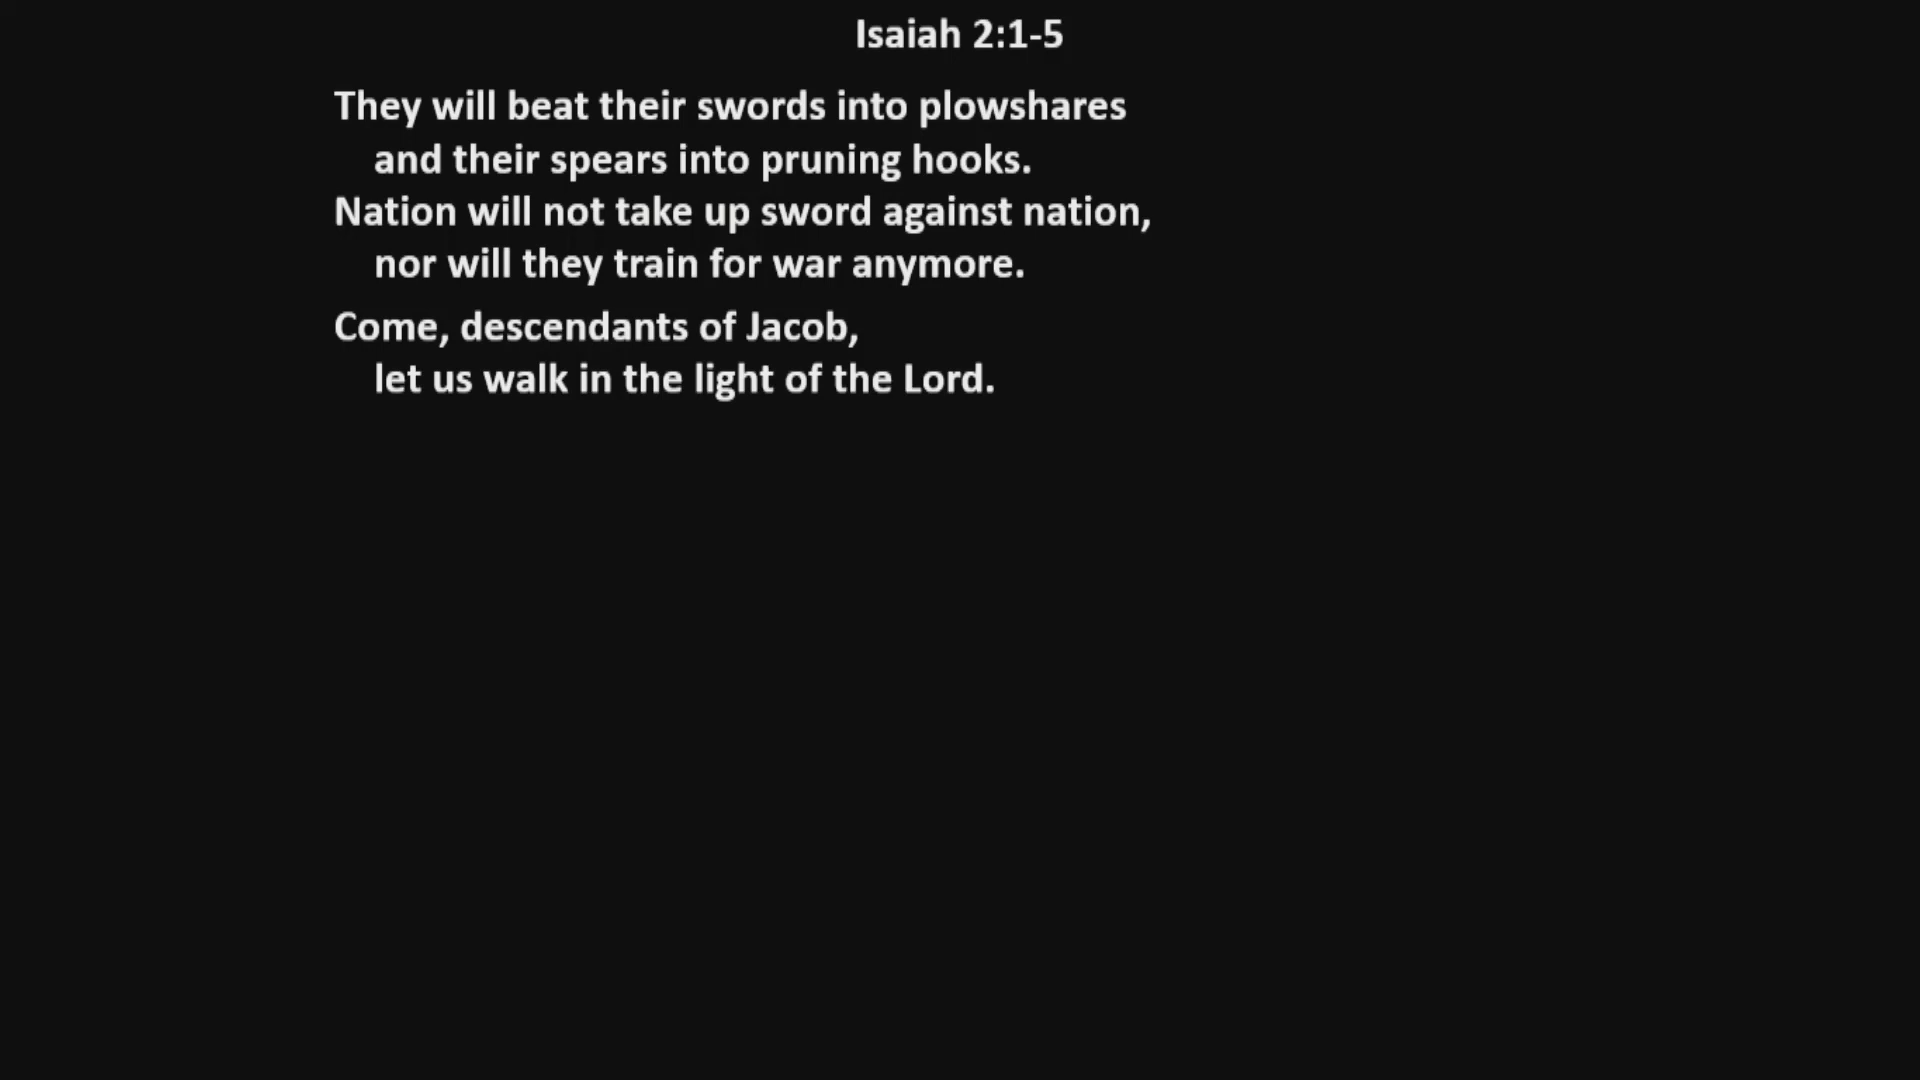 Isaiah 2:1-5
They will beat their swords into plowshares
and their spears into pruning hooks.
Nation will not take up sword against nation,
nor will they train for war anymore.
Come, descendants of Jacob,
let us walk in the light of the Lord.